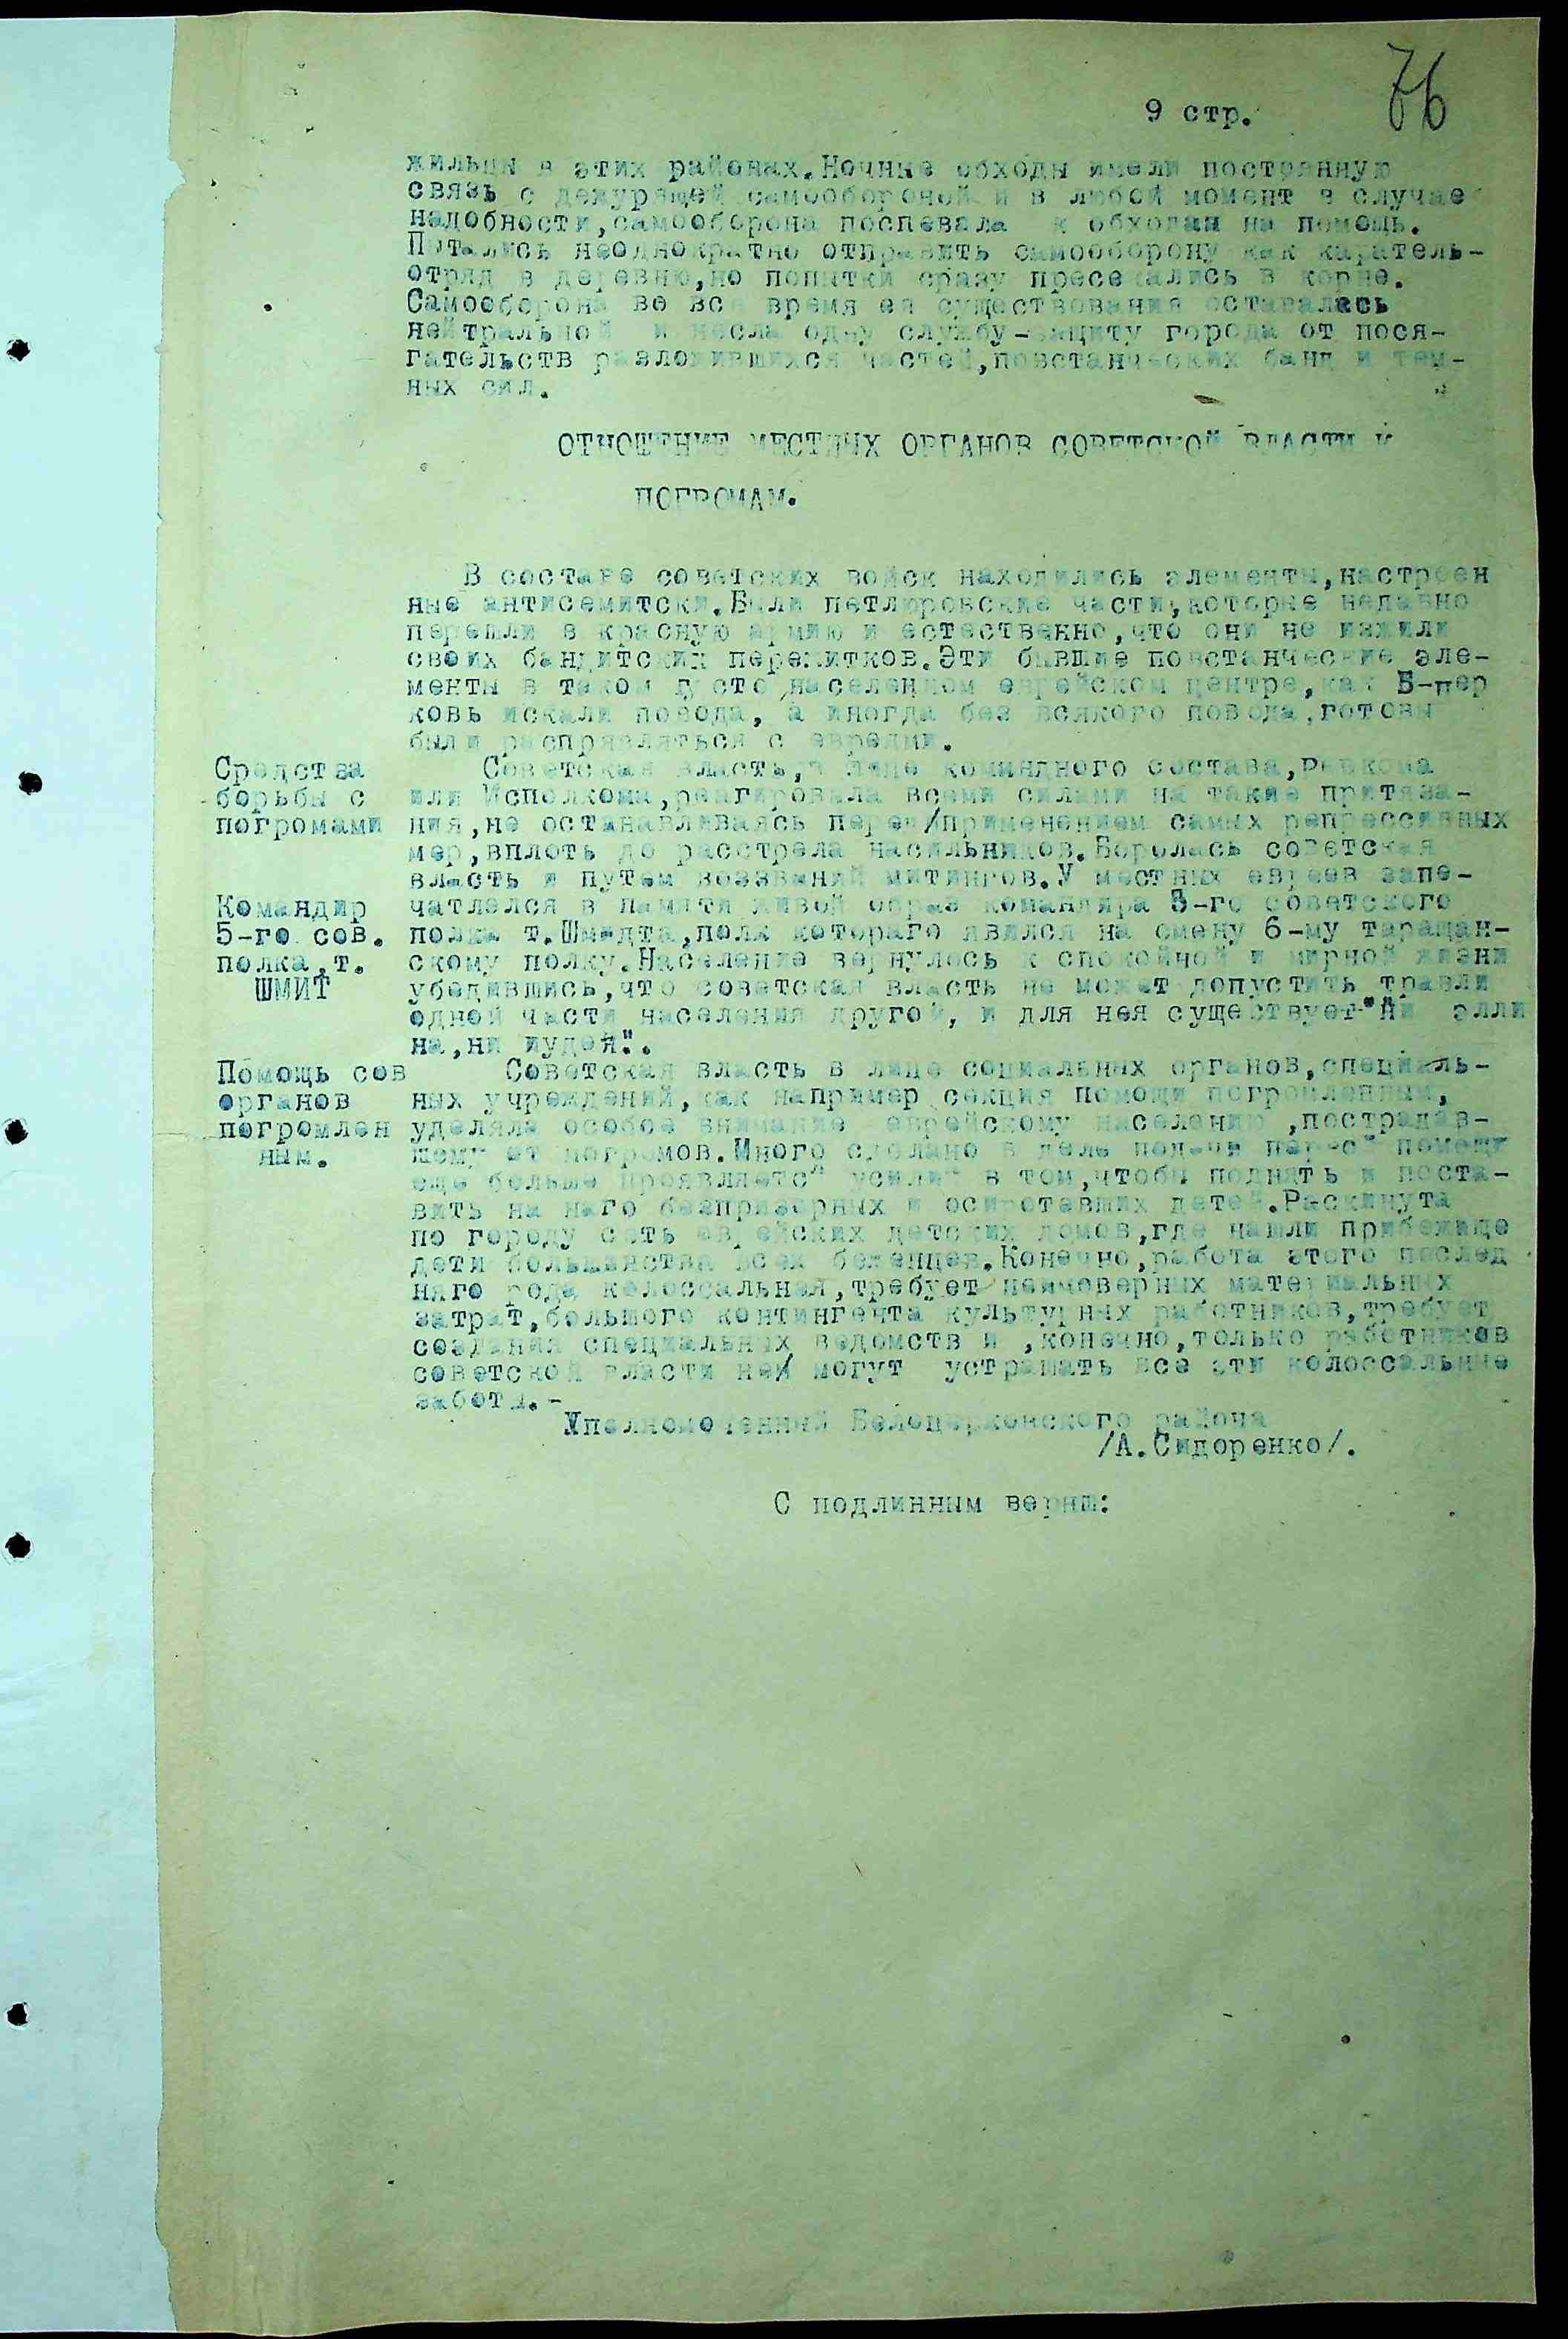 76
9 стр.
жильцы в этих районах.Ночные обходы имели постоянную
связь с дежурящей самообороной и в любой момент в случае
надобности,самооборона поспевала к обходам на помощь.
Пытались неоднократно отправить самооборону как каратель-
отряд в деревню,но попытки сразу пресекались в корне.
Самооборона во все время ея существования оставалась
нейтральной и несла одну службу-защиту города от пося-
гательств разложившихся частей,повстанческих банд и тем-
ных сил.
ОТНОШЕНИЕ МЕСТНЫХ ОРГАНОВ СОВЕТСКОЙ ВЛАСТИ К
ПОГРОМАМ.
В составе советских войск находились элементы,настроен
ные антисемитски.Были петлюровские части,которые недавно
перешли в красную армию и естественно,что они не изжили
своих бандитских пережитков.Эти бывшие повстанческие эле-
менты в таком густо населенном еврейском центре,как Б-цер
ковь искали повода, а иногда без всякого повода,готовы
были расправляться с евреями.
Средства борьбы с погромами
Советская власть,в лице командного состава,ревкома
или Исполкома,реагировала всеми силами на такие притяза-
ния,не останавливаясь перед/применением самых репрессивных
мер,вплоть до расстрела насильников.Боролась советская
власть и путем воззваний митингов.У местных евреев запе-
Командир 5-го сов. полка,т. ШМИТ
чатлелся в памяти живой образ командира 5-го советского
полка т.Шмидта,полк котораго явился на смену 6-му таращан-
скому полку.Население вернулось к спокойной и мирной жизни
убедившись,что советская власть не может допустить травли
одной части населения другой, и для нея существует-"Ни элли
на,ни иудея".
Помощь сов органов погромлен ным.
Советская власть в лице социальных органов,специаль-
ных учреждений,как например секция помощи погромленным,
уделяла особое внимание еврейскому населению ,пострадав-
шему от погромов.Много сделано в деле подачи помощи
еще больше проявляется усилий в том,чтобы поднять и поста-
вить на него безпризорных и осиротевших детей.Раскинута
по городу сеть еврейских детских домов,где нашли прибежище
дети большинства всех беженцев.Конечно,работа этого послед
няго рода колоссальная,требует неимоверных материальных
затрат,большого контингента культурных работников,требует
создания специальных ведомств и ,конечно,только работников
советской власти не могут устрашать все эти колоссальные
заботы.-
Уполномоченный Белоцерковского района
/А.Сидоренко/.
С подлинным верна: